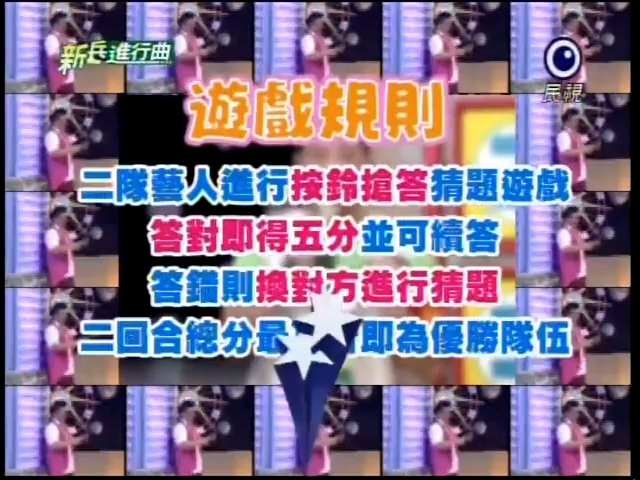 新兵進行曲
民視
遊戲規則
二隊藝人進行按鈴搶答猜題遊戲
答對即得五分並可續答
答錯則換對方進行猜題
二回合總分最 即為優勝隊伍